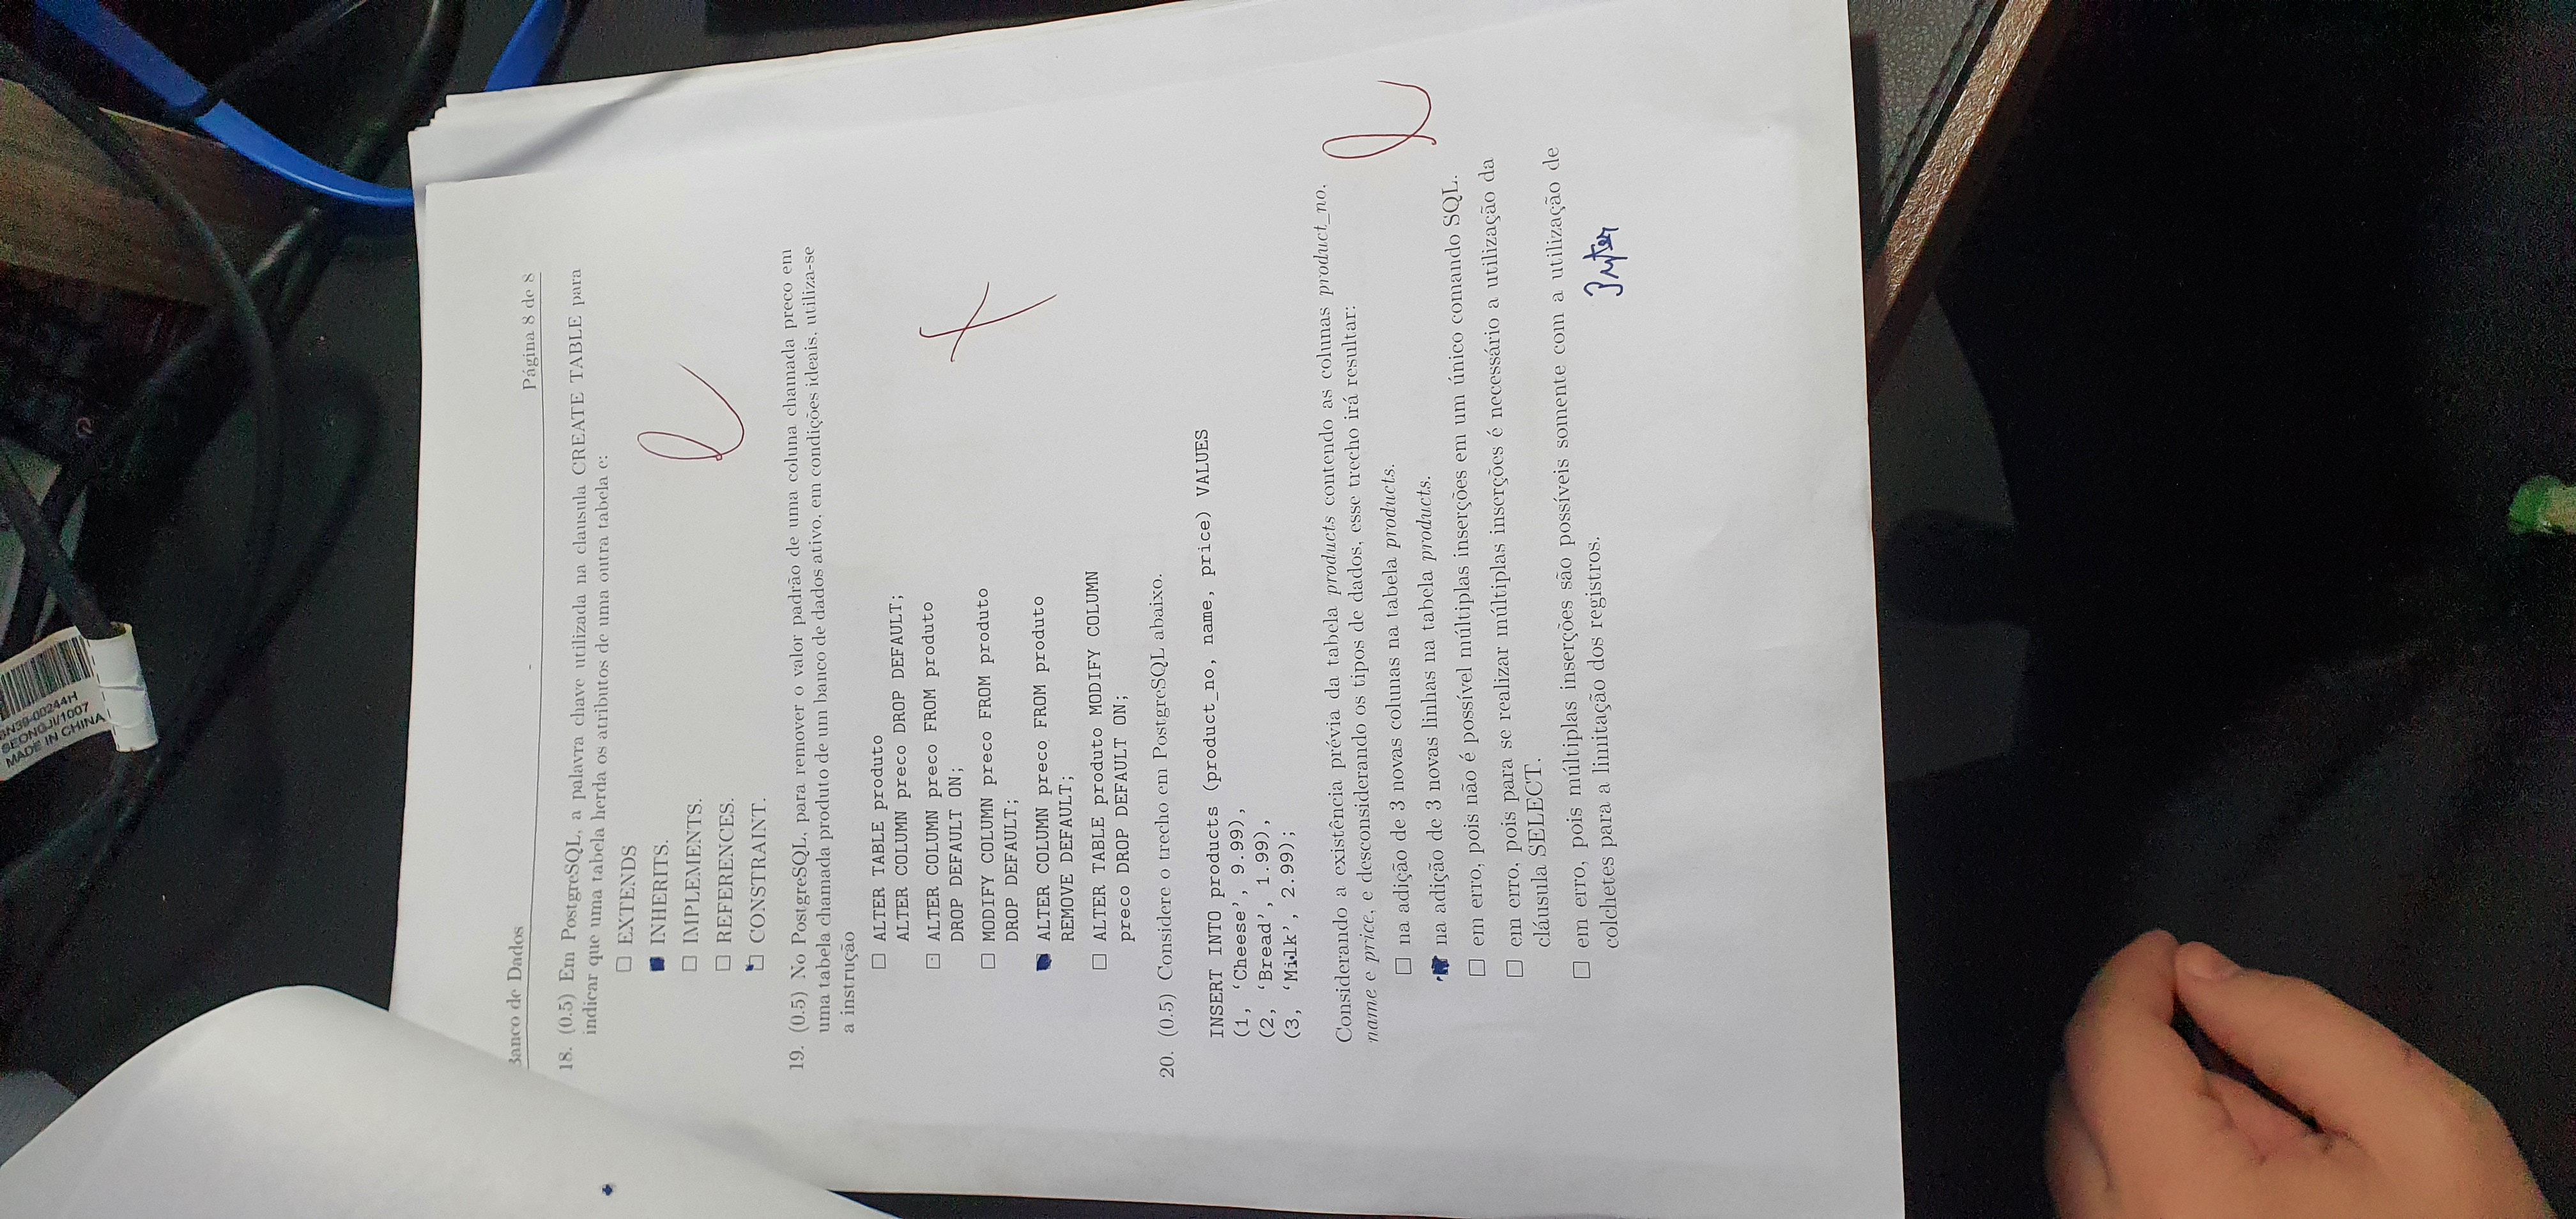 SEONGJI/1007
MADE IN CHINA
Banco de Dados
Página 8 de 8
18. (0.5) Em PostgreSQL, a palavra chave utilizada na clausula CREATE TABLE para
indicar que uma tabela herda os atributos de uma outra tabela e:
EXTENDS
INHERITS.
IMPLEMENTS.
REFERENCES.
CONSTRAINT.
19. (0.5) No PostgreSQL, para remover o valor padrão de uma coluna chamada preco em
uma tabela chamada produto de um banco de dados ativo, em condições ideais, utiliza-se
a instrução
ALTER TABLE produto
ALTER COLUMN preco DROP DEFAULT;
ALTER COLUMN preco FROM produto
DROP DEFAULT ON;
MODIFY COLUMN preco FROM produto
DROP DEFAULT;
ALTER COLUMN preco FROM produto
REMOVE DEFAULT;
ALTER TABLE produto MODIFY COLUMN
preco DROP DEFAULT ON;
20. (0.5) Considere o trecho em PostgreSQL abaixo.
INSERT INTO products (product_no, name, price) VALUES
(1, ‘Cheese’, 9.99),
(2, ‘Bread’, 1.99),
(3, ‘Milk’, 2.99);
Considerando a existência prévia da tabela products contendo as colunas product_no,
name e price, e desconsiderando os tipos de dados, esse trecho irá resultar:
na adição de 3 novas colunas na tabela products.
na adição de 3 novas linhas na tabela products.
em erro, pois não é possível múltiplas inserções em um único comando SQL.
em erro, pois para se realizar múltiplas inserções é necessário a utilização da
cláusula SELECT.
em erro, pois múltiplas inserções são possíveis somente com a utilização de
colchetes para a limitação dos registros.